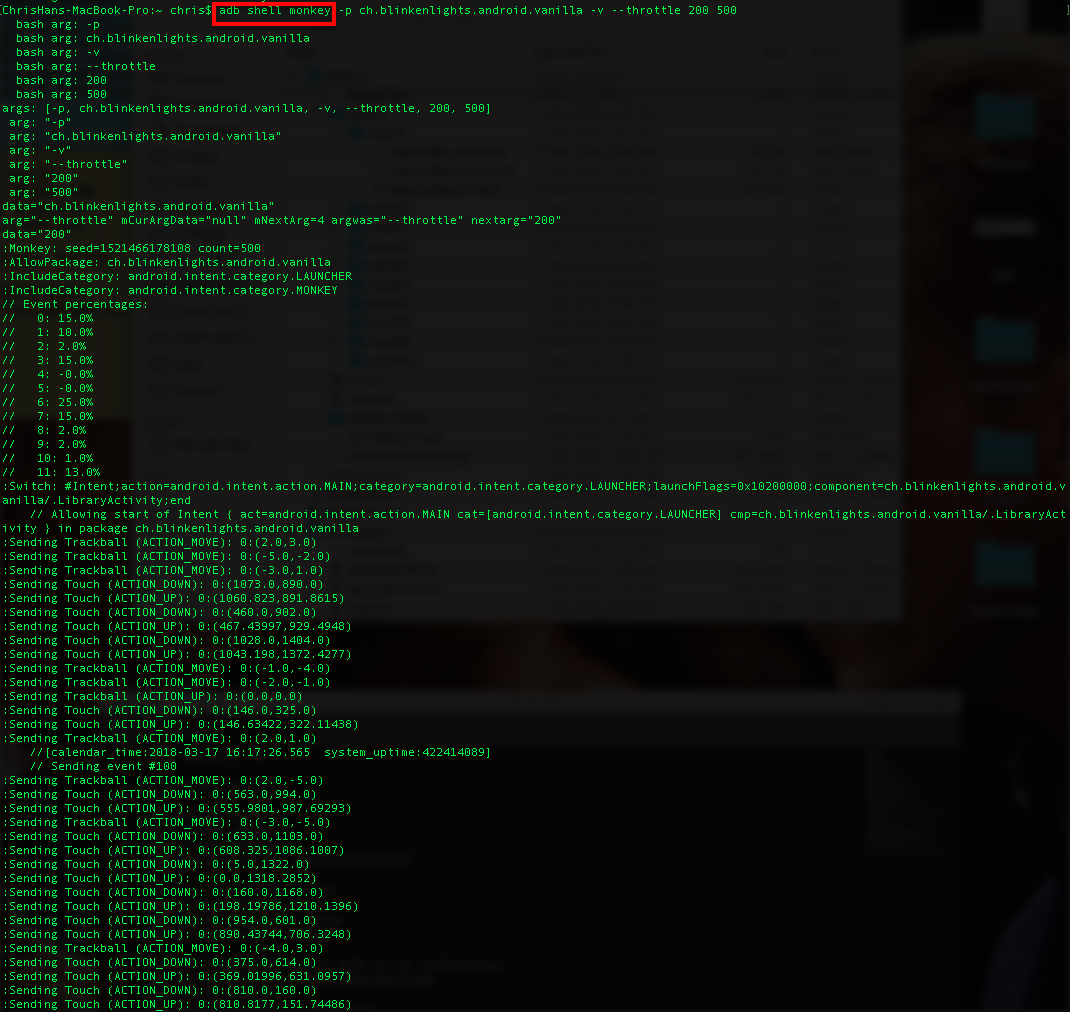 [ChrisHans-MacBook-Pro:~ chris$ adb shell monkey -p ch.blinkenlights.android.vanilla -v --throttle 200 500 ]
bash arg: -p
bash arg: ch.blinkenlights.android.vanilla
bash arg: -v
bash arg: --throttle
bash arg: 200
bash arg: 500
args: [-p, ch.blinkenlights.android.vanilla, -v, --throttle, 200, 500]
arg: "-p"
arg: "ch.blinkenlights.android.vanilla"
arg: "-v"
arg: "--throttle"
arg: "200"
arg: "500"
data="ch.blinkenlights.android.vanilla"
arg="--throttle" mCurArgData="null" mNextArg=4 argwas="--throttle" nextarg="200"
data="200"
:Monkey: seed=1521466178108 count=500
:AllowPackage: ch.blinkenlights.android.vanilla
:IncludeCategory: android.intent.category.LAUNCHER
:IncludeCategory: android.intent.category.MONKEY
// Event percentages:
//   0: 15.0%
//   1: 10.0%
//   2: 2.0%
//   3: 15.0%
//   4: -0.0%
//   5: -0.0%
//   6: 25.0%
//   7: 15.0%
//   8: 2.0%
//   9: 2.0%
//   10: 1.0%
//   11: 13.0%
:Switch: #Intent;action=android.intent.action.MAIN;category=android.intent.category.LAUNCHER;launchFlags=0x10200000;component=ch.blinkenlights.android.v
anilla/.LibraryActivity;end
// Allowing start of Intent { act=android.intent.action.MAIN cat=[android.intent.category.LAUNCHER] cmp=ch.blinkenlights.android.vanilla/.LibraryAct
ivity } in package ch.blinkenlights.android.vanilla
:Sending Trackball (ACTION_MOVE): 0:(2.0,3.0)
:Sending Trackball (ACTION_MOVE): 0:(-5.0,-2.0)
:Sending Trackball (ACTION_MOVE): 0:(-3.0,1.0)
:Sending Touch (ACTION_DOWN): 0:(1073.0,890.0)
:Sending Touch (ACTION_UP): 0:(1060.823,891.8615)
:Sending Touch (ACTION_DOWN): 0:(460.0,902.0)
:Sending Touch (ACTION_UP): 0:(467.43997,929.4948)
:Sending Touch (ACTION_DOWN): 0:(1028.0,1404.0)
:Sending Touch (ACTION_UP): 0:(1043.198,1372.4277)
:Sending Trackball (ACTION_MOVE): 0:(-1.0,-4.0)
:Sending Trackball (ACTION_MOVE): 0:(-2.0,-1.0)
:Sending Trackball (ACTION_UP): 0:(0.0,0.0)
:Sending Touch (ACTION_DOWN): 0:(146.0,325.0)
:Sending Touch (ACTION_UP): 0:(146.63422,322.11438)
:Sending Trackball (ACTION_MOVE): 0:(2.0,1.0)
//[calendar_time:2018-03-17 16:17:26.565  system_uptime:422414089]
// Sending event #100
:Sending Trackball (ACTION_MOVE): 0:(2.0,-5.0)
:Sending Touch (ACTION_DOWN): 0:(563.0,994.0)
:Sending Touch (ACTION_UP): 0:(555.9801,987.69293)
:Sending Trackball (ACTION_MOVE): 0:(-3.0,-5.0)
:Sending Touch (ACTION_DOWN): 0:(633.0,1103.0)
:Sending Touch (ACTION_UP): 0:(608.325,1086.1007)
:Sending Touch (ACTION_DOWN): 0:(5.0,1322.0)
:Sending Touch (ACTION_UP): 0:(0.0,1318.2852)
:Sending Touch (ACTION_DOWN): 0:(160.0,1168.0)
:Sending Touch (ACTION_UP): 0:(198.19786,1210.1396)
:Sending Touch (ACTION_DOWN): 0:(954.0,601.0)
:Sending Touch (ACTION_UP): 0:(890.43744,706.3248)
:Sending Trackball (ACTION_MOVE): 0:(-4.0,3.0)
:Sending Touch (ACTION_DOWN): 0:(375.0,614.0)
:Sending Touch (ACTION_UP): 0:(369.01996,631.0957)
:Sending Touch (ACTION_DOWN): 0:(810.0,160.0)
:Sending Touch (ACTION_UP): 0:(810.8177,151.74486)